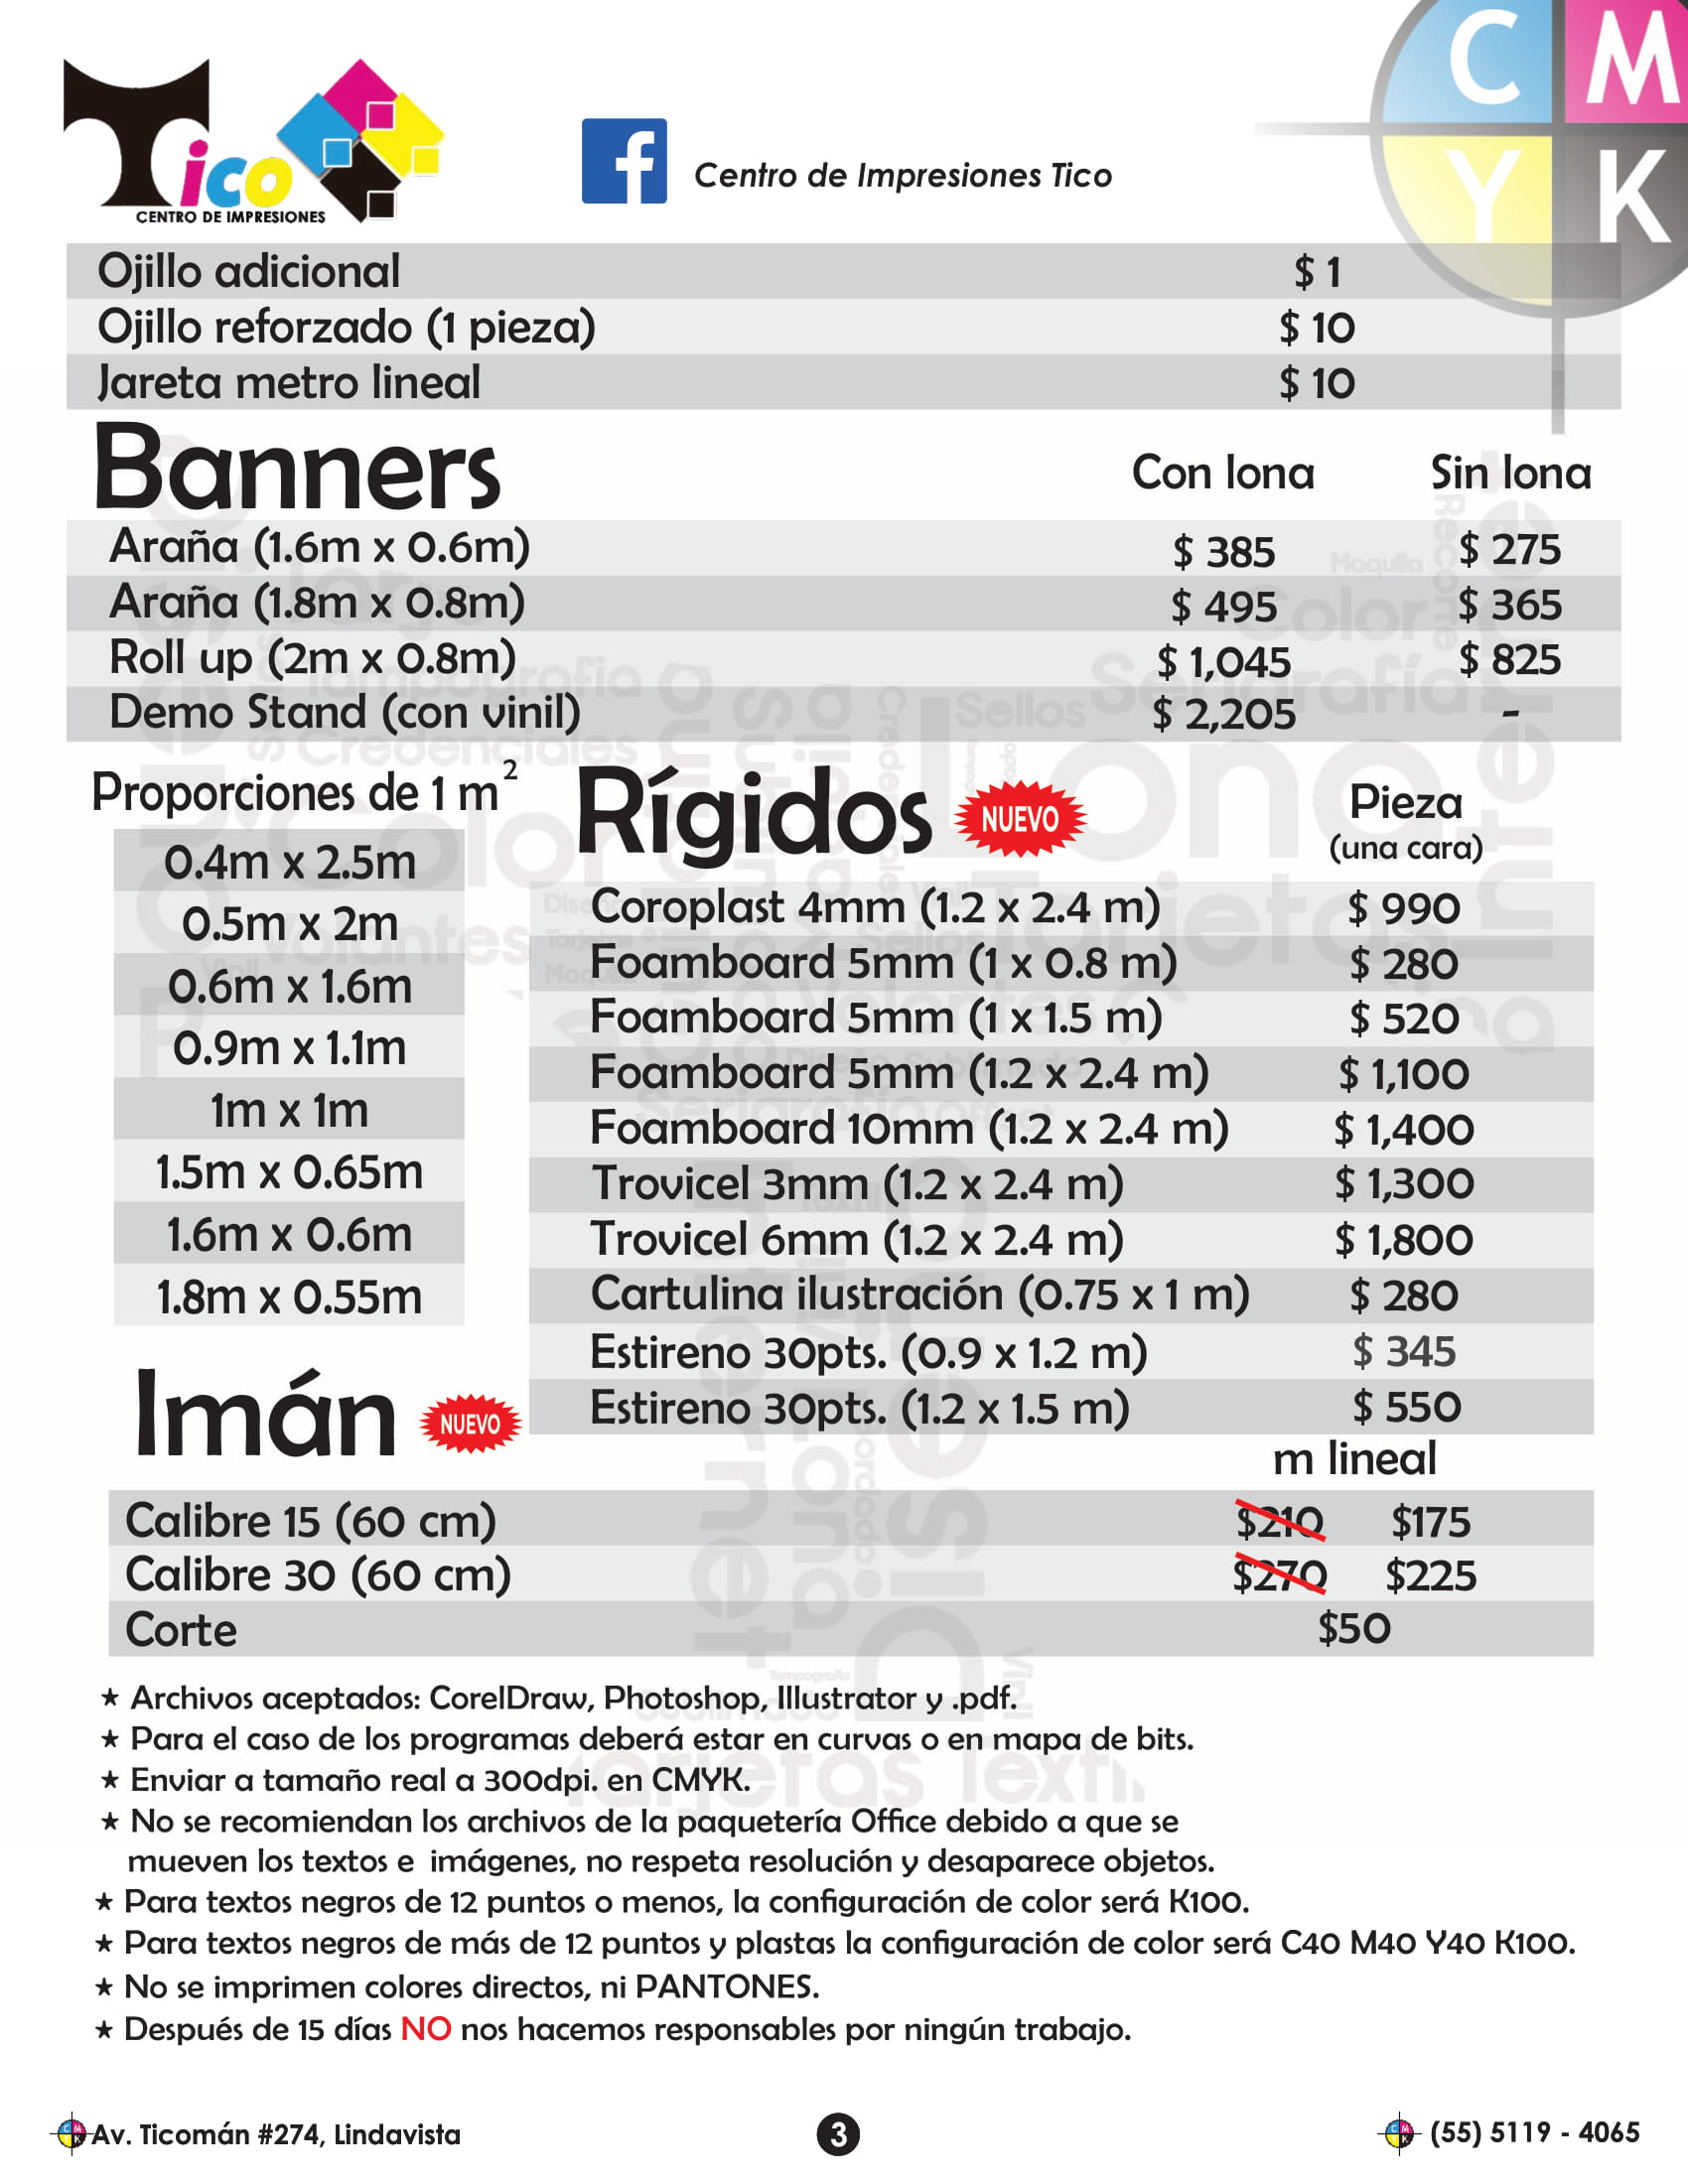 Tico
CENTRO DE IMPRESIONES
Centro de Impresiones Tico
C M
Y K
Ojillo adicional $ 1
Ojillo reforzado (1 pieza) $ 10
Jareta metro lineal $ 10
Banners Con lona Sin lona
Araña (1.6m x 0.6m) $ 385 $ 275
Araña (1.8m x 0.8m) $ 495 $ 365
Roll up (2m x 0.8m) $ 1,045 $ 825
Demo Stand (con vinil) $ 2,205 -
Proporciones de 1 m²
0.4m x 2.5m
0.5m x 2m
0.6m x 1.6m
0.9m x 1.1m
1m x 1m
1.5m x 0.65m
1.6m x 0.6m
1.8m x 0.55m
Rígidos NUEVO Pieza
(una cara)
Coroplast 4mm (1.2 x 2.4 m) $ 990
Foamboard 5mm (1 x 0.8 m) $ 280
Foamboard 5mm (1 x 1.5 m) $ 520
Foamboard 5mm (1.2 x 2.4 m) $ 1,100
Foamboard 10mm (1.2 x 2.4 m) $ 1,400
Trovicel 3mm (1.2 x 2.4 m) $ 1,300
Trovicel 6mm (1.2 x 2.4 m) $ 1,800
Cartulina ilustración (0.75 x 1 m) $ 280
Estireno 30pts. (0.9 x 1.2 m) $ 345
Estireno 30pts. (1.2 x 1.5 m) $ 550
Imán NUEVO m lineal
Calibre 15 (60 cm) $210 $175
Calibre 30 (60 cm) $270 $225
Corte $50
★ Archivos aceptados: CorelDraw, Photoshop, Illustrator y .pdf.
★ Para el caso de los programas deberá estar en curvas o en mapa de bits.
★ Enviar a tamaño real a 300dpi. en CMYK.
★ No se recomiendan los archivos de la paquetería Office debido a que se
mueven los textos e imágenes, no respeta resolución y desaparece objetos.
★ Para textos negros de 12 puntos o menos, la configuración de color será K100.
★ Para textos negros de más de 12 puntos y plastas la configuración de color será C40 M40 Y40 K100.
★ No se imprimen colores directos, ni PANTONES.
★ Después de 15 días NO nos hacemos responsables por ningún trabajo.
Av. Ticomán #274, Lindavista
3
(55) 5119 - 4065